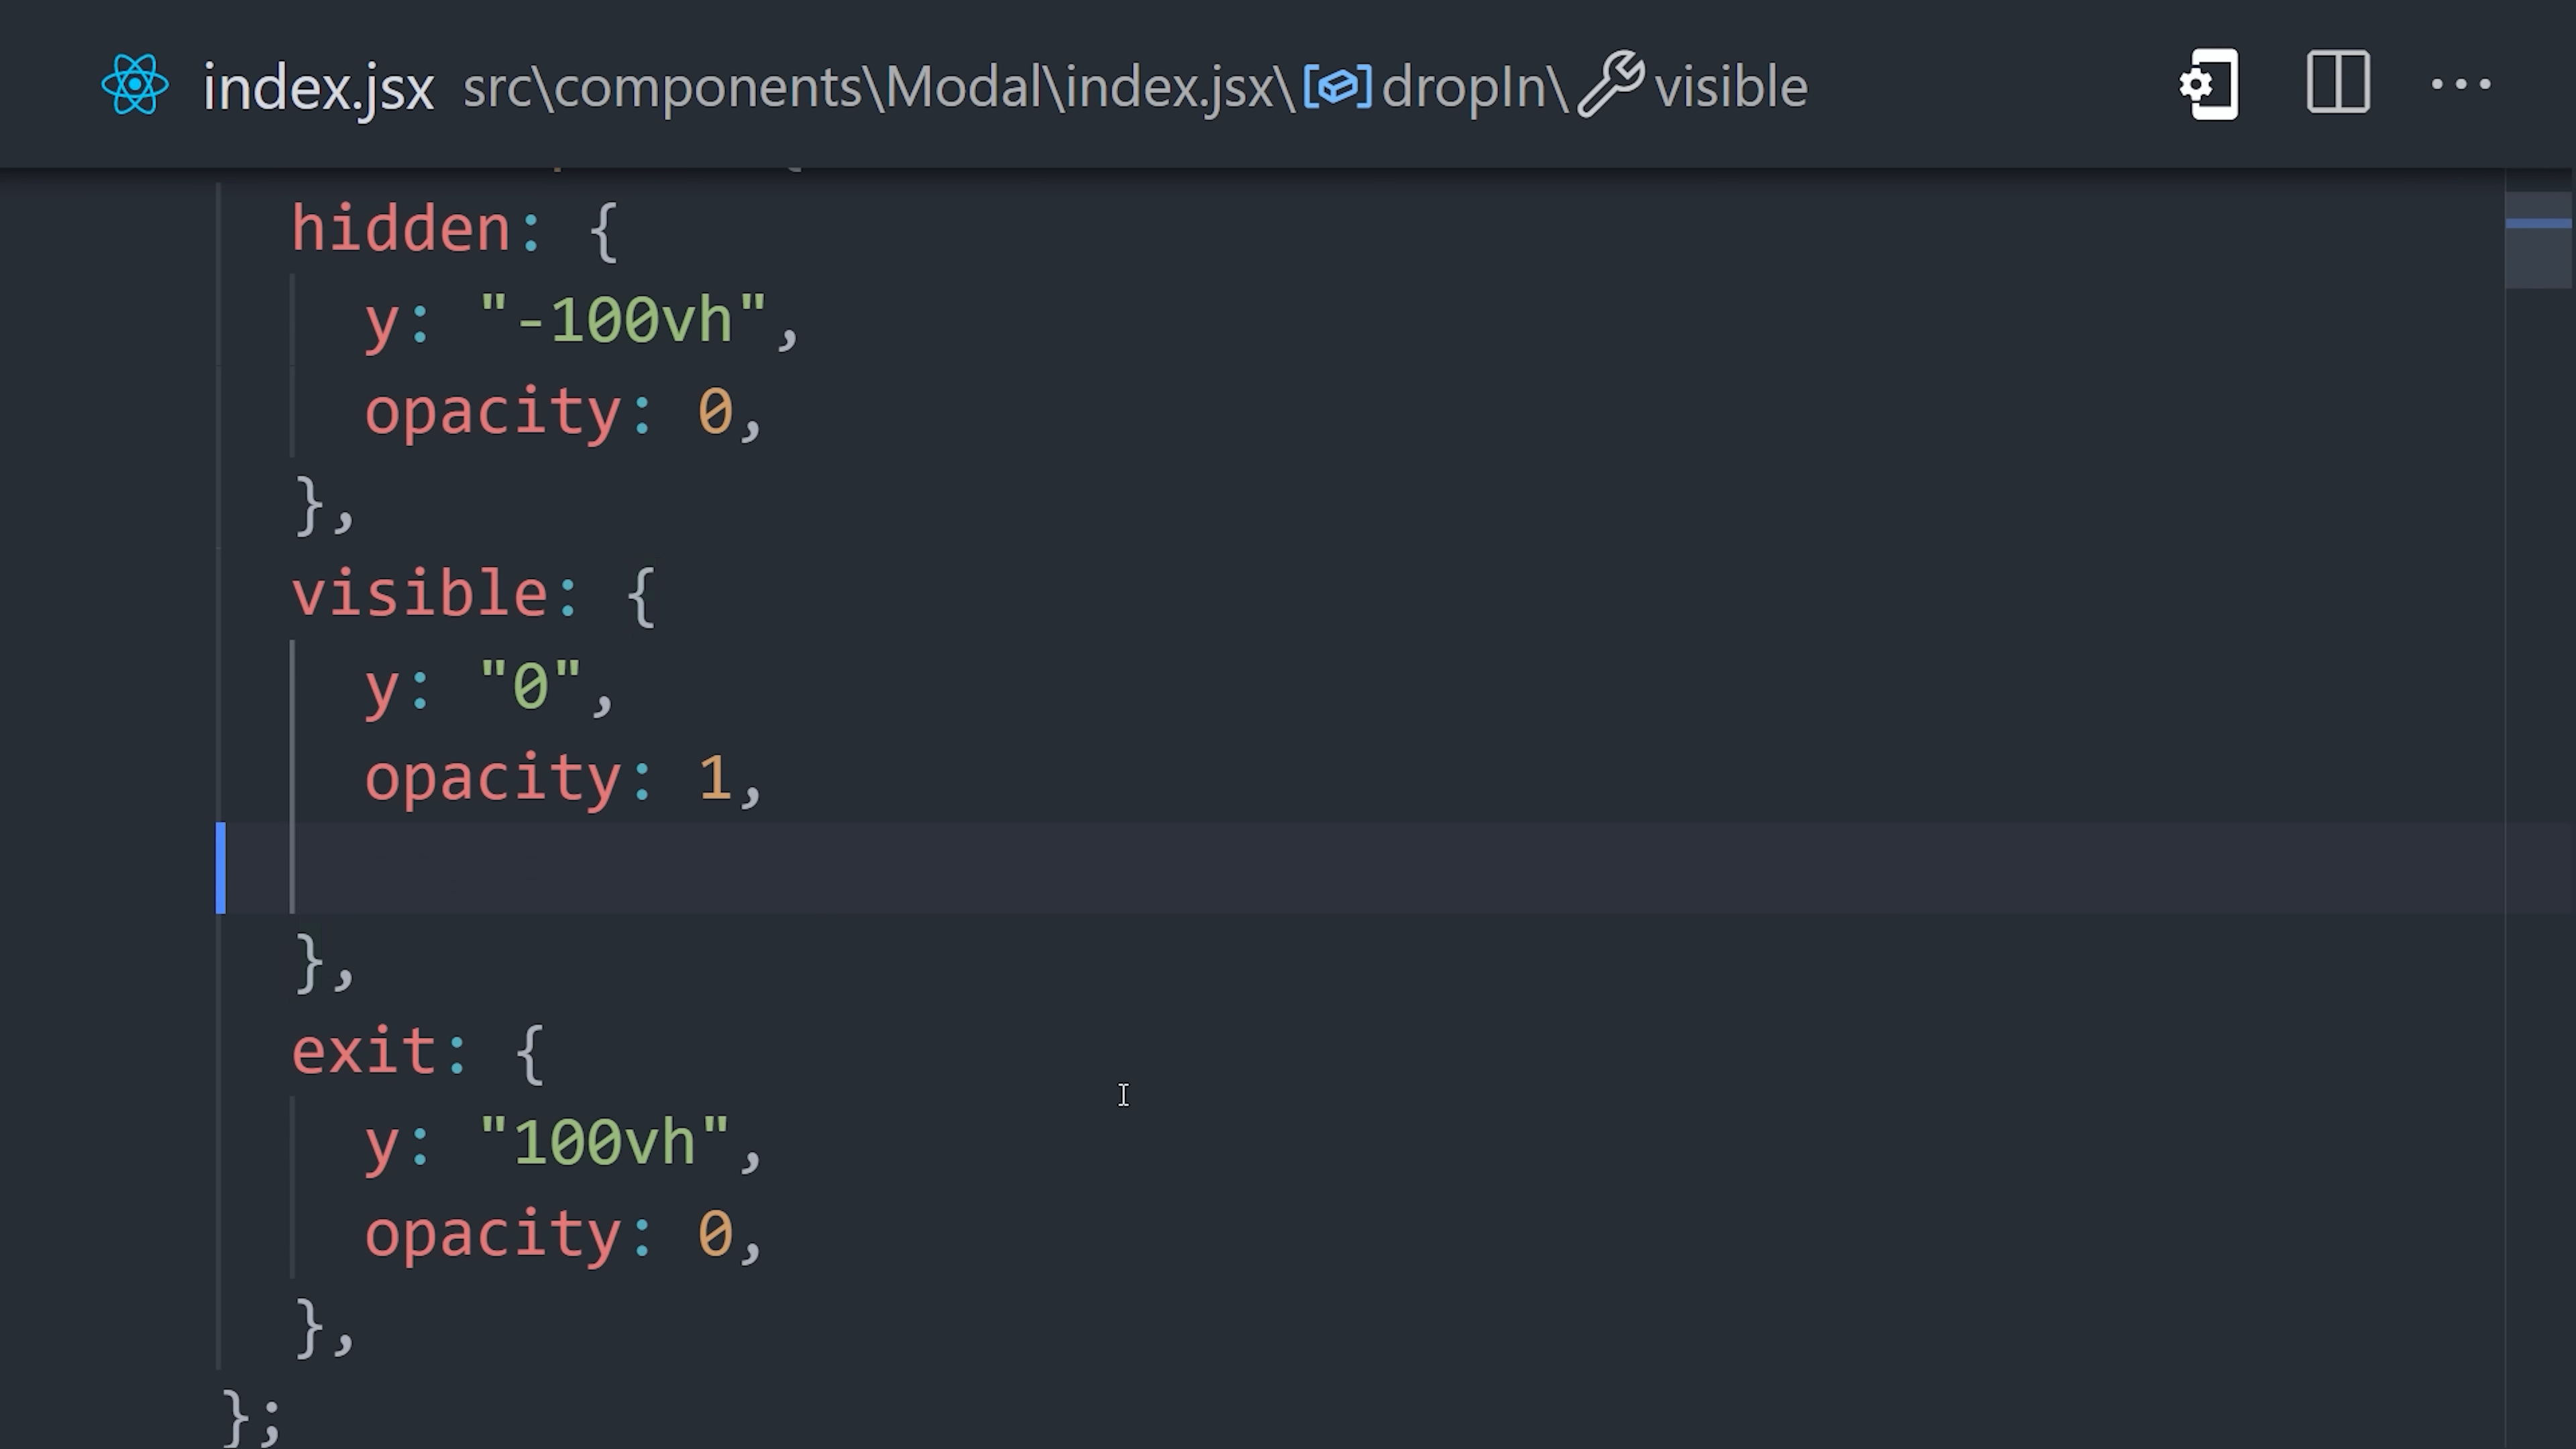 index.jsx src\components\Modal\index.jsx\dropIn\visible
hidden: {
y: "-100vh",
opacity: 0,
},
visible: {
y: "0",
opacity: 1,
},
exit: {
y: "100vh",
opacity: 0,
},
};